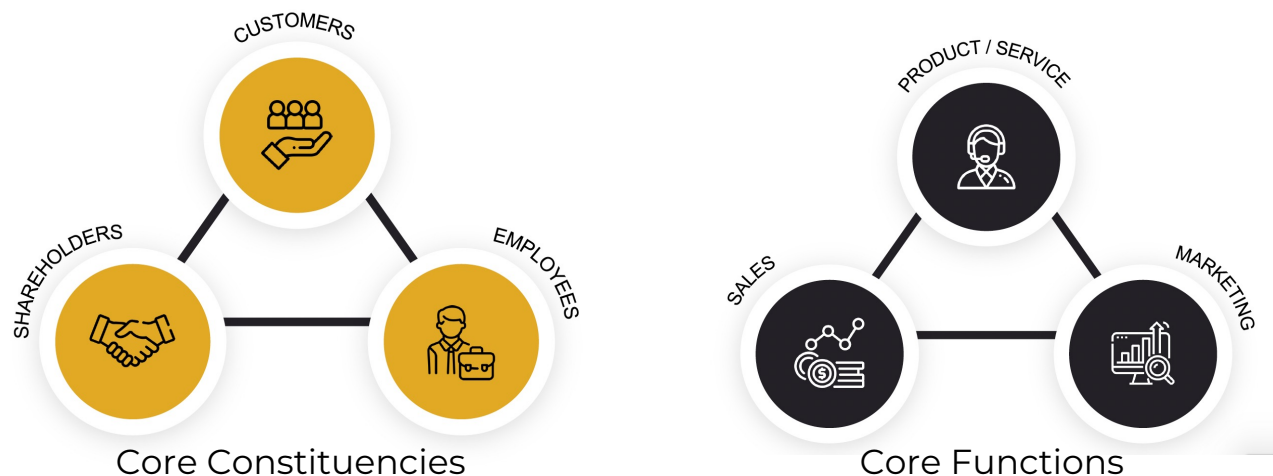 CUSTOMERS
SHAREHOLDERS
EMPLOYEES
Core Constituencies
PRODUCT / SERVICE
SALES
$
MARKETING
Core Functions